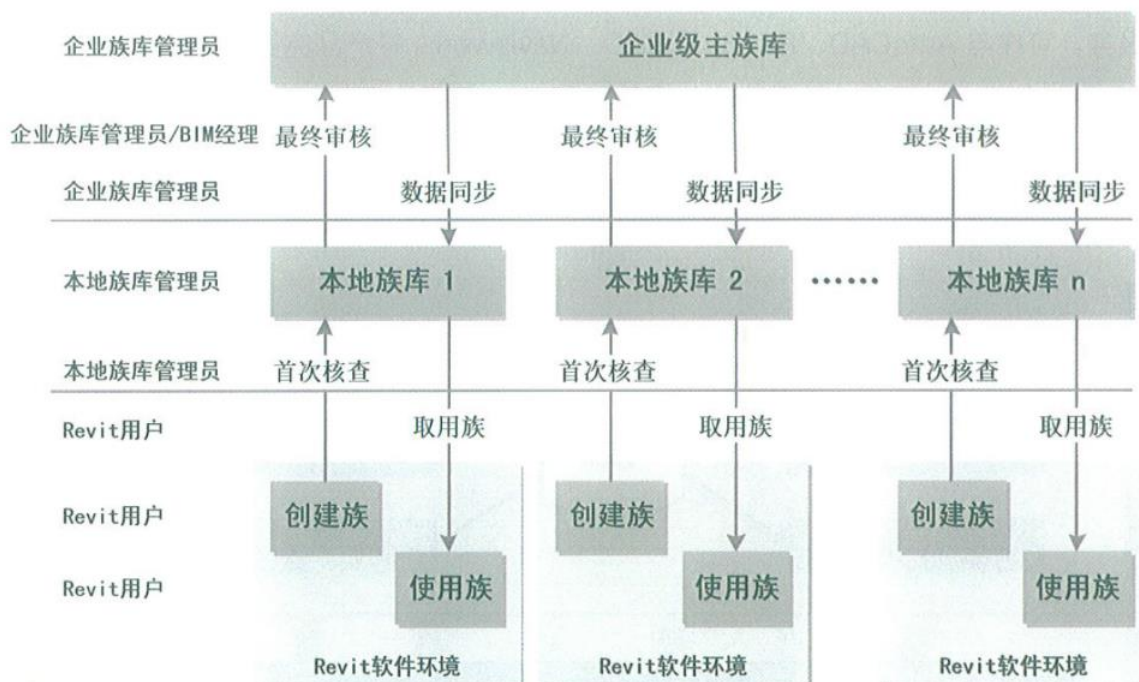 企业族库管理员 企业级主族库
企业族库管理员/BIM经理 最终审核 最终审核 最终审核
企业族库管理员 数据同步 数据同步 数据同步
本地族库管理员 本地族库 1 本地族库 2 …… 本地族库 n
本地族库管理员 首次核查 首次核查 首次核查
Revit用户 取用族 取用族 取用族
Revit用户 创建族 创建族 创建族
Revit用户 使用族 使用族 使用族
Revit软件环境 Revit软件环境 Revit软件环境